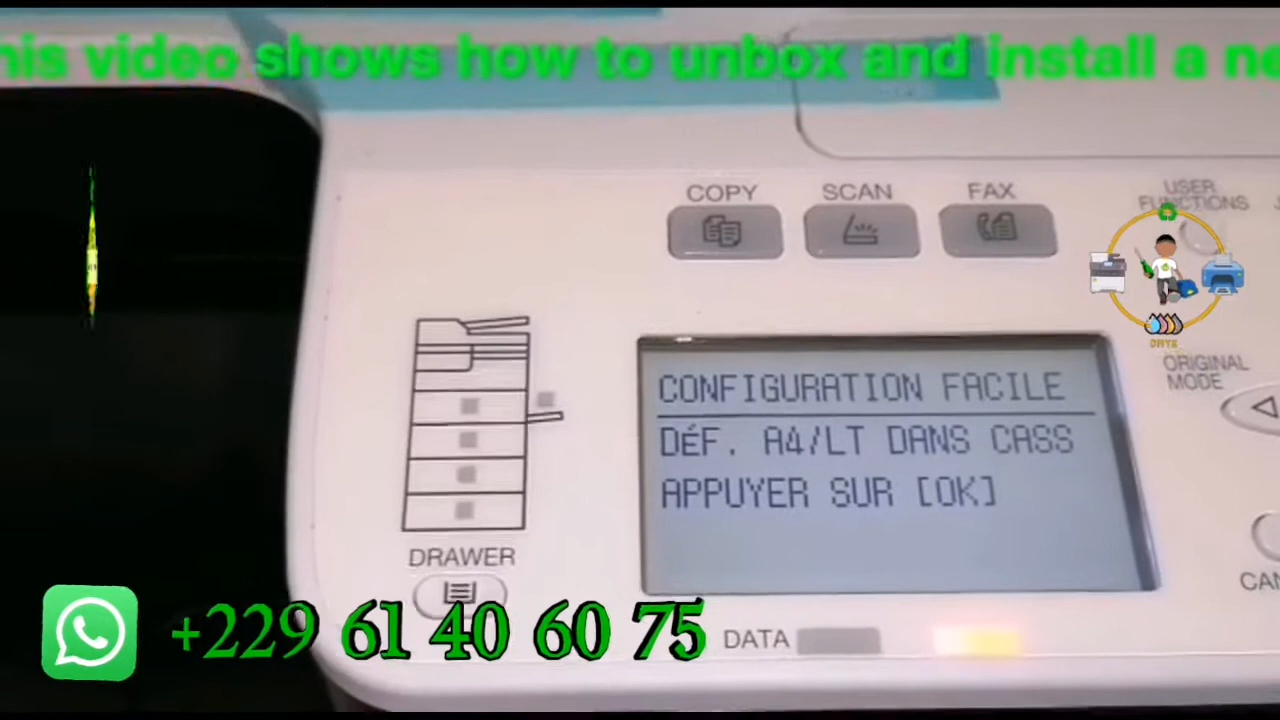 his video shows how to unbox and install a ne
COPY
SCAN
FAX
USER
FUNCTIONS
ORIGINAL
MODE
CONFIGURATION FACILE
DÉF. A4/LT DANS CASS
APPUYER SUR [OK]
DRAWER
CAN
DATA
+229 61 40 60 75